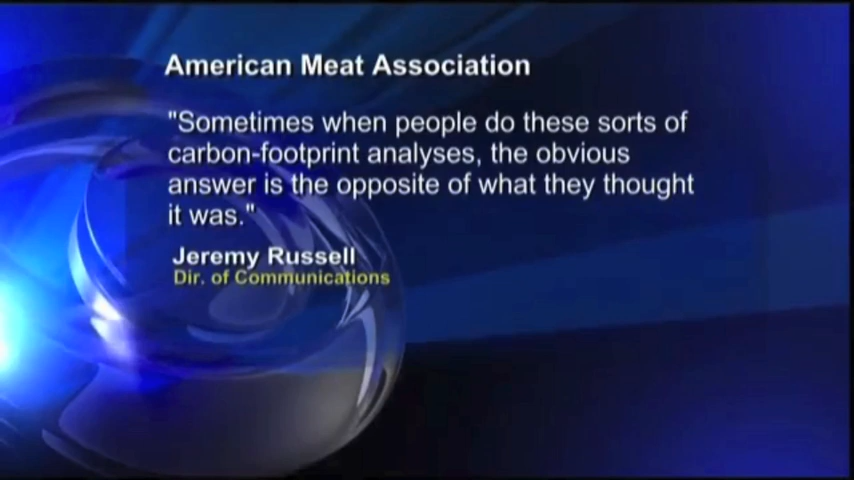 American Meat Association
"Sometimes when people do these sorts of
carbon-footprint analyses, the obvious
answer is the opposite of what they thought
it was."
Jeremy Russell
Dir. of Communications